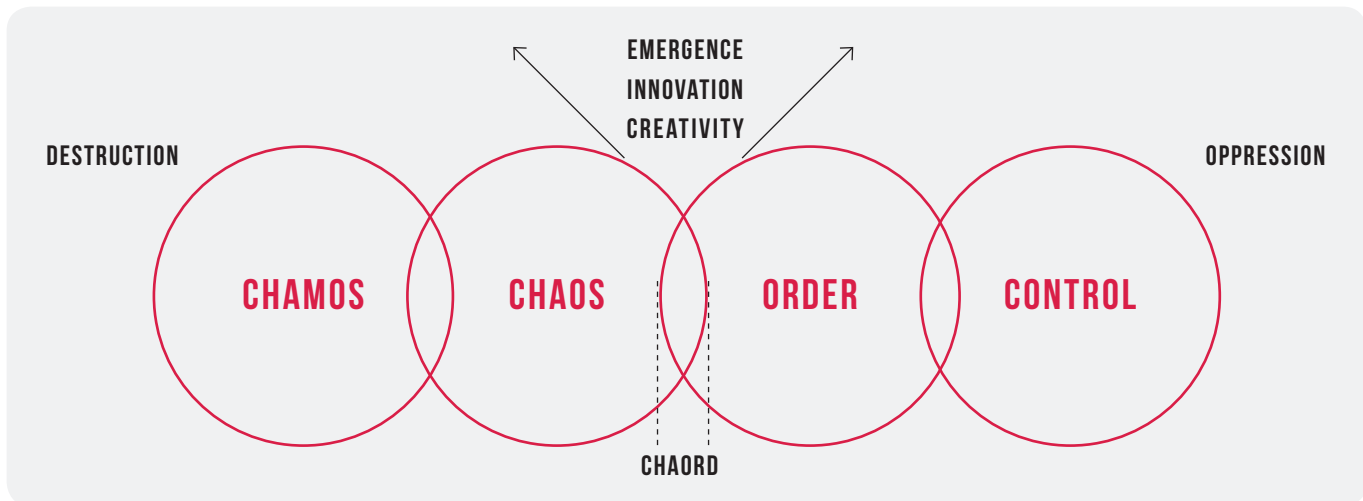 EMERGENCE
INNOVATION
CREATIVITY
DESTRUCTION
OPPRESSION
CHAMOS
CHAOS
ORDER
CONTROL
CHAORD